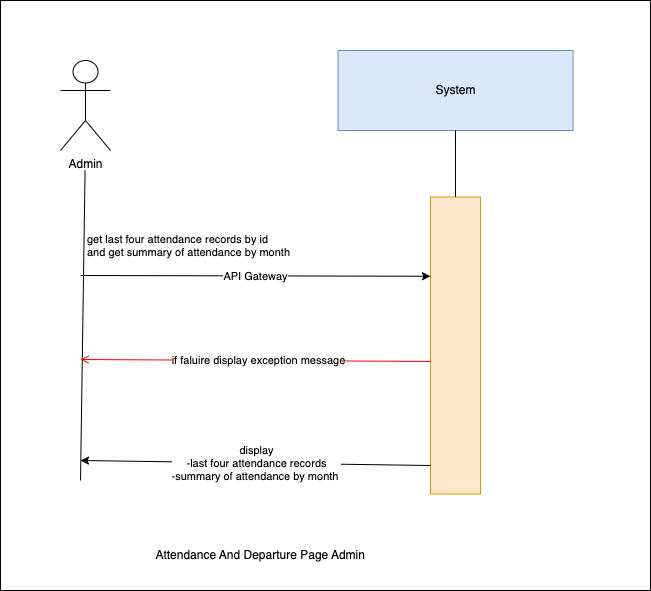 System
Admin
get last four attendance records by id
and get summary of attendance by month
API Gateway
if faluire display exception message
display
-last four attendance records
-summary of attendance by month
Attendance And Departure Page Admin